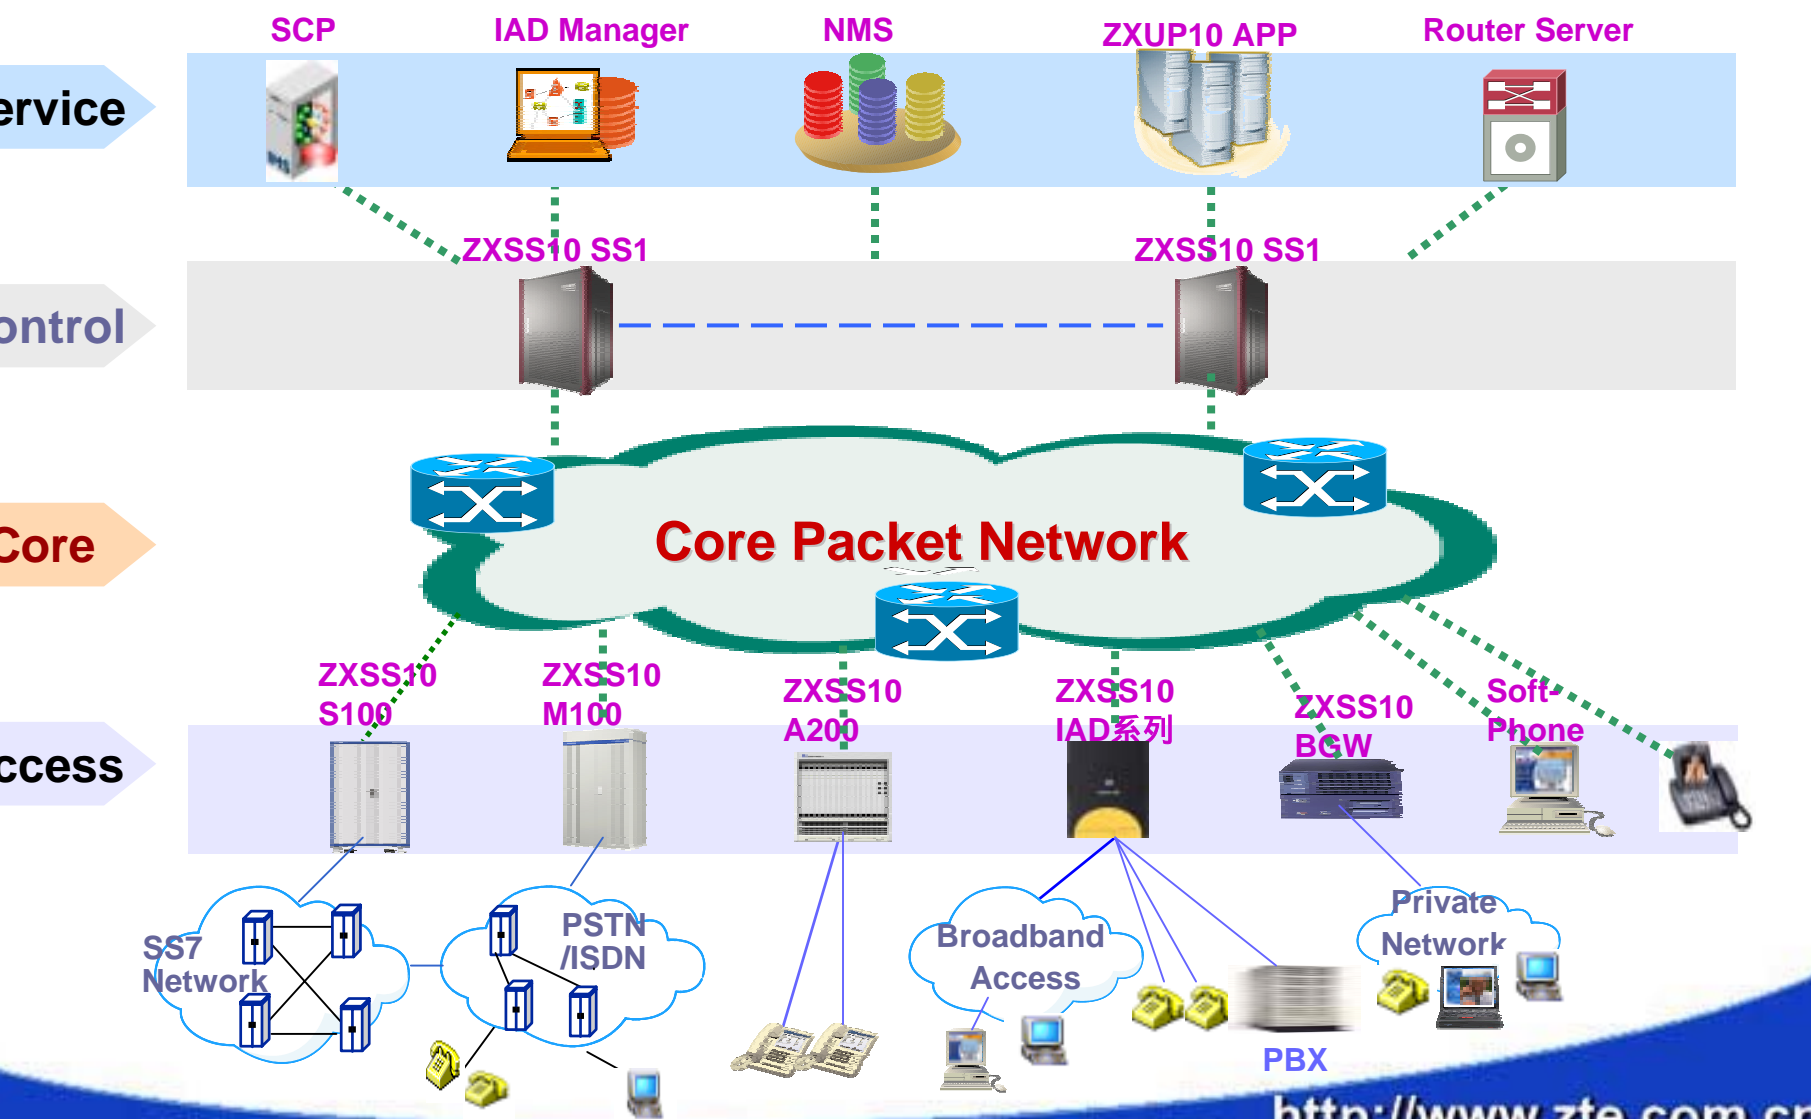 SCP
IAD Manager
NMS
ZXUP10 APP
Router Server
ervice
ZXSS10 SS1
ZXSS10 SS1
ontrol
Core Packet Network
Core
ZXSS10
S100
ZXSS10
M100
ZXSS10
A200
ZXSS10
IAD系列
ZXSS10
BGW
Soft-
Phone
ccess
SS7
Network
PSTN
/ISDN
Broadband
Access
Private
Network
PBX
http://www.zte.com.cn